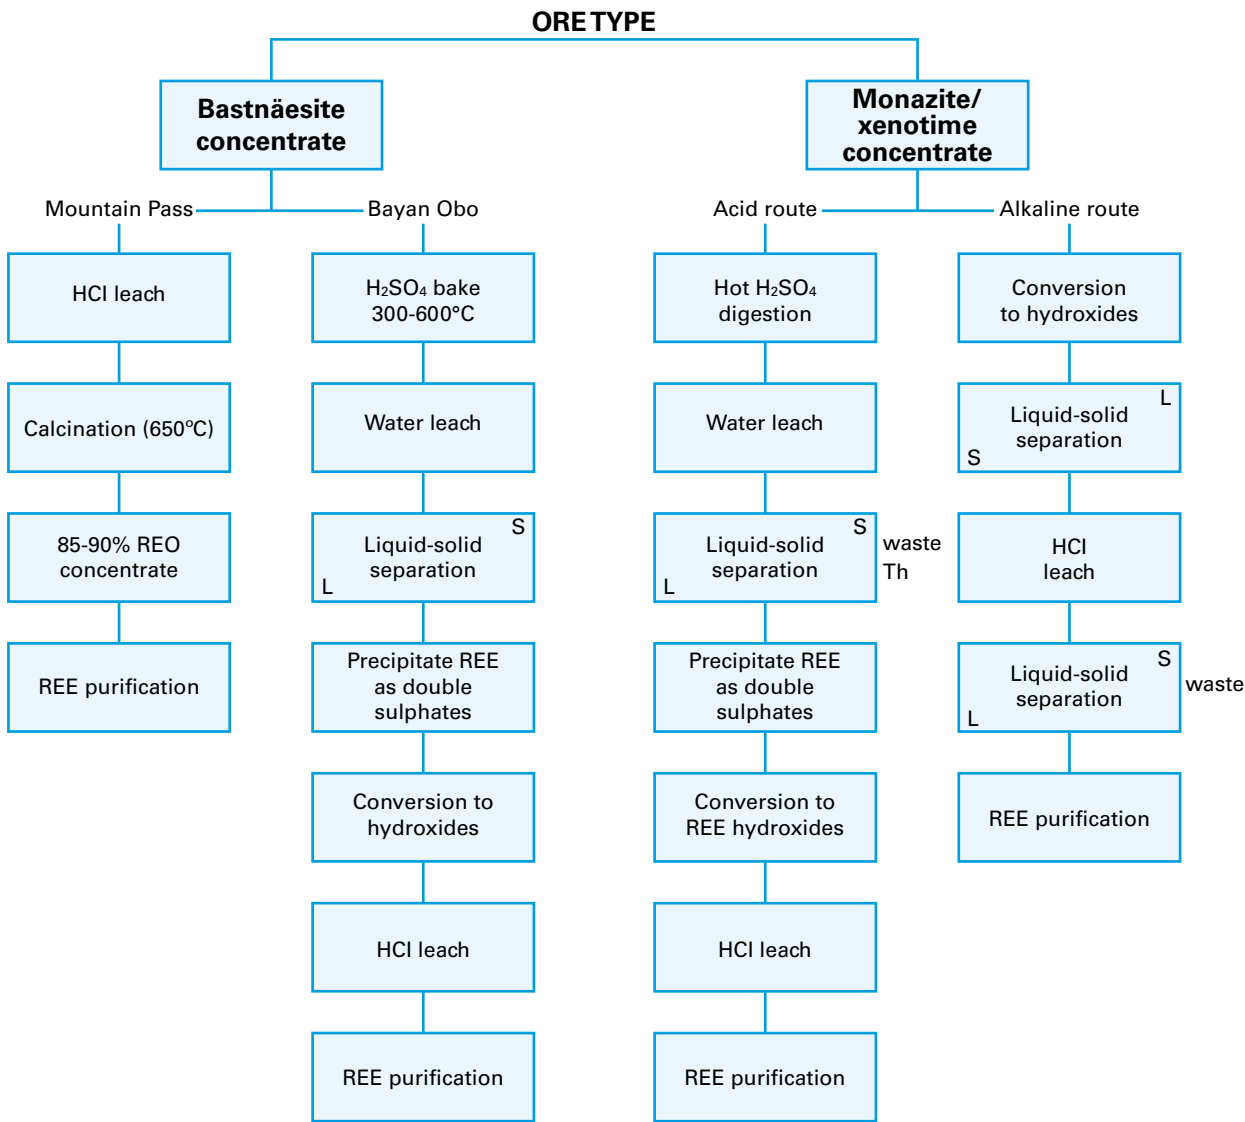 ORE TYPE
Bastnäesite
concentrate
Monazite/
xenotime
concentrate
Mountain Pass
Bayan Obo
Acid route
Alkaline route
HCl leach
Calcination (650ºC)
85-90% REO
concentrate
REE purification
H₂SO₄ bake
300-600°C
Water leach
S
Liquid-solid
separation
L
Precipitate REE
as double
sulphates
Conversion to
hydroxides
HCl leach
REE purification
Hot H₂SO₄
digestion
Water leach
S
Liquid-solid
separation
L
waste
Th
Precipitate REE
as double
sulphates
Conversion to
REE hydroxides
HCl leach
REE purification
Conversion
to hydroxides
L
Liquid-solid
separation
S
HCl
leach
S
Liquid-solid
separation
L
waste
REE purification